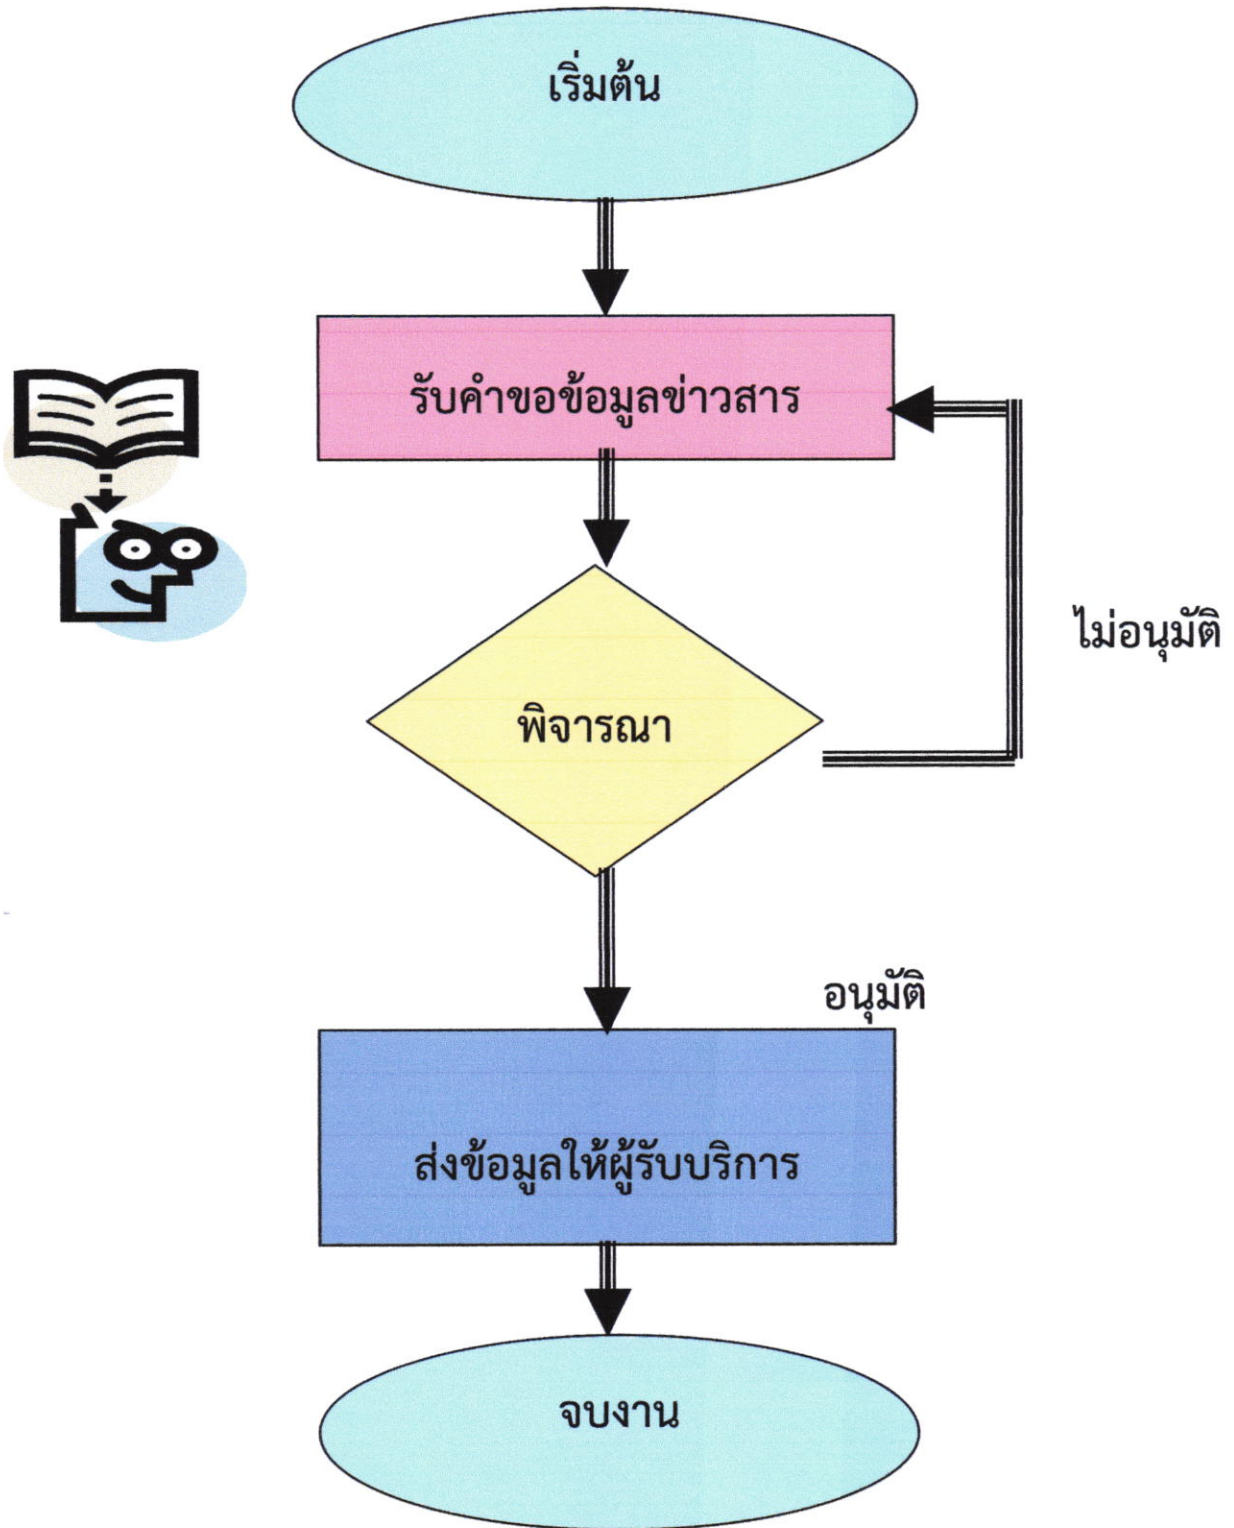 เริ่มต้น
รับคำขอข้อมูลข่าวสาร
ไม่อนุมัติ
พิจารณา
อนุมัติ
ส่งข้อมูลให้ผู้รับบริการ
จบงาน